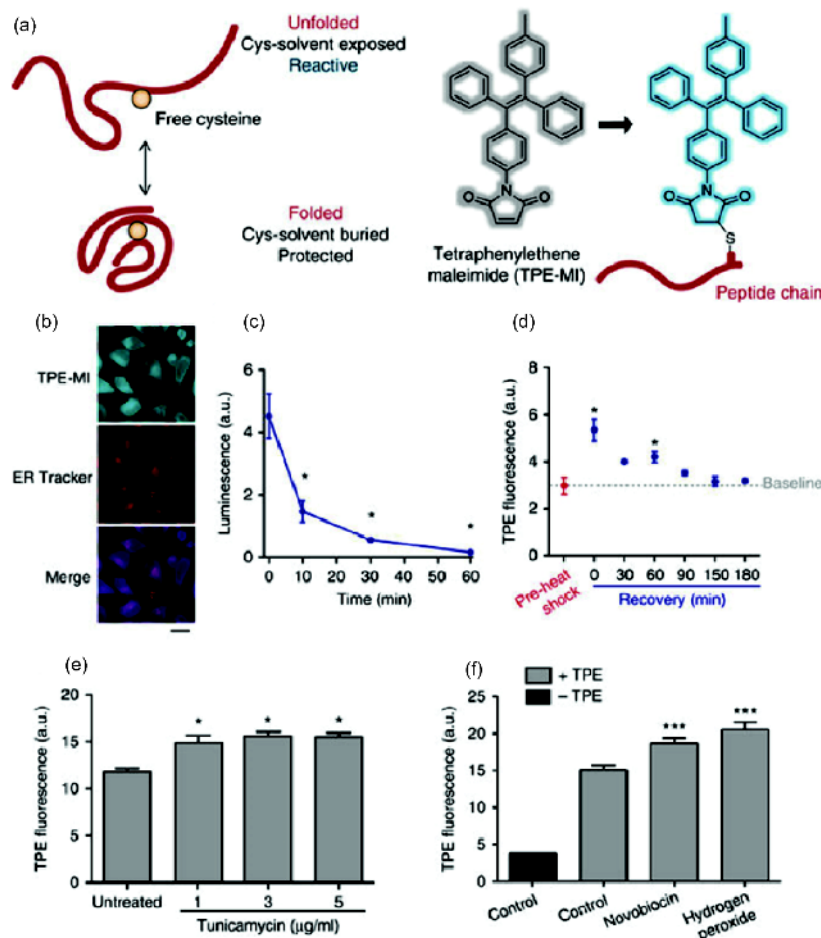 (a)
Unfolded
Cys-solvent exposed
Reactive
Free cysteine
Folded
Cys-solvent buried
Protected
N
O
O
Tetraphenylethene
maleimide (TPE-MI)
N
O
O
S
Peptide chain
(b)
TPE-MI
ER Tracker
Merge
(c)
Luminescence (a.u.)
6
4
2
0
0 10 20 30 40 50 60
* * *
Time (min)
(d)
TPE fluorescence (a.u.)
8
6
4
2
0
* *
Baseline
Pre-heat
shock
0 30 60 90 150 180
Recovery (min)
(e)
TPE fluorescence (a.u.)
20
15
10
5
0
* * *
Untreated 1 3 5
Tunicamycin (μg/ml)
(f)
+ TPE
– TPE
TPE fluorescence (a.u.)
25
20
15
10
5
0
*** ***
Control Control Novobiocin Hydrogen
peroxide